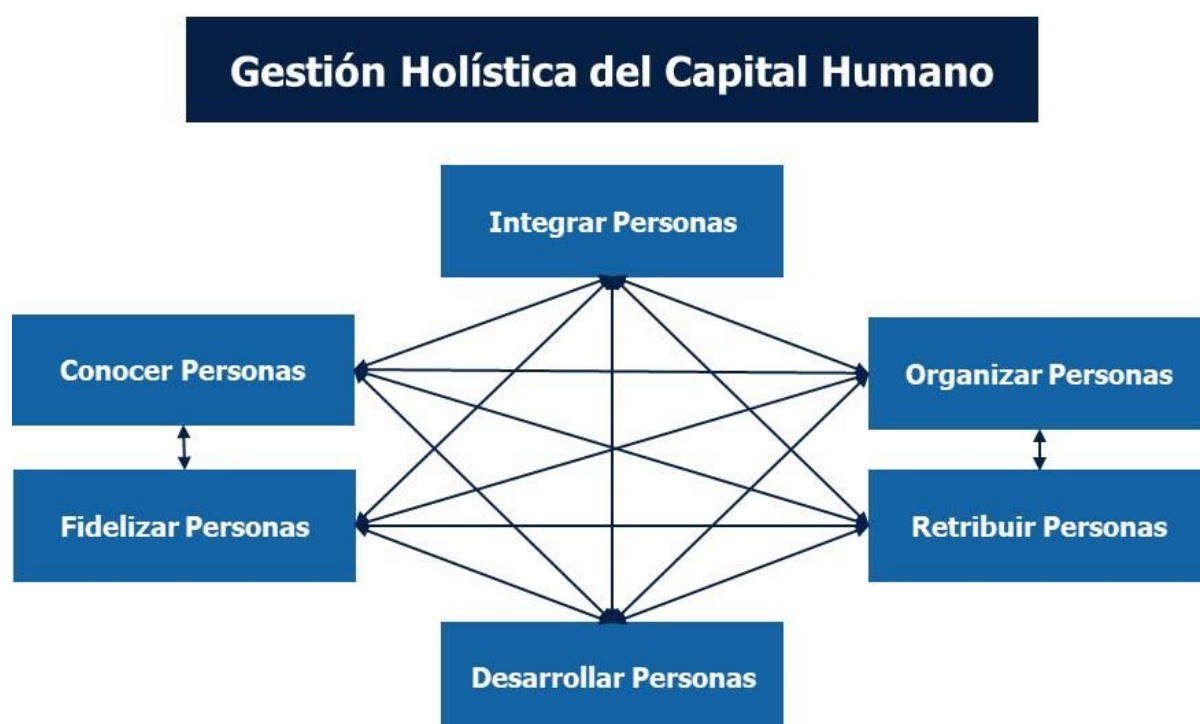 Gestión Holística del Capital Humano
Integrar Personas
Conocer Personas
Organizar Personas
Fidelizar Personas
Retribuir Personas
Desarrollar Personas